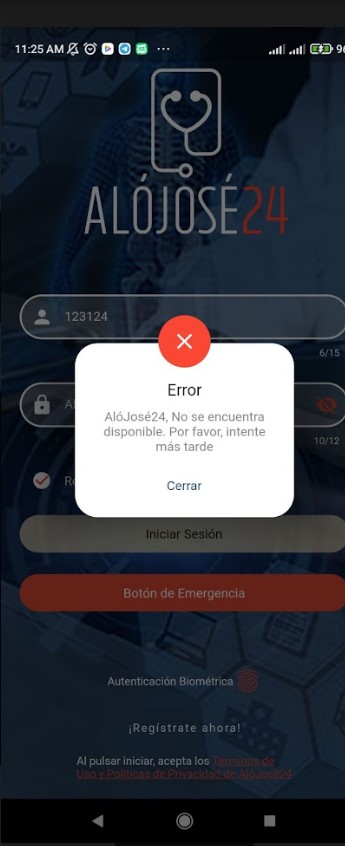 11:25 AM
96
ALÓJOSÉ24
123124
6/15
Error
AlóJosé24, No se encuentra
disponible. Por favor, intente
más tarde
10/12
Cerrar
Iniciar Sesión
Botón de Emergencia
Autenticación Biométrica
¡Regístrate ahora!
Al pulsar iniciar, acepta los Términos de
Uso y Políticas de Privacidad de AlóJosé24